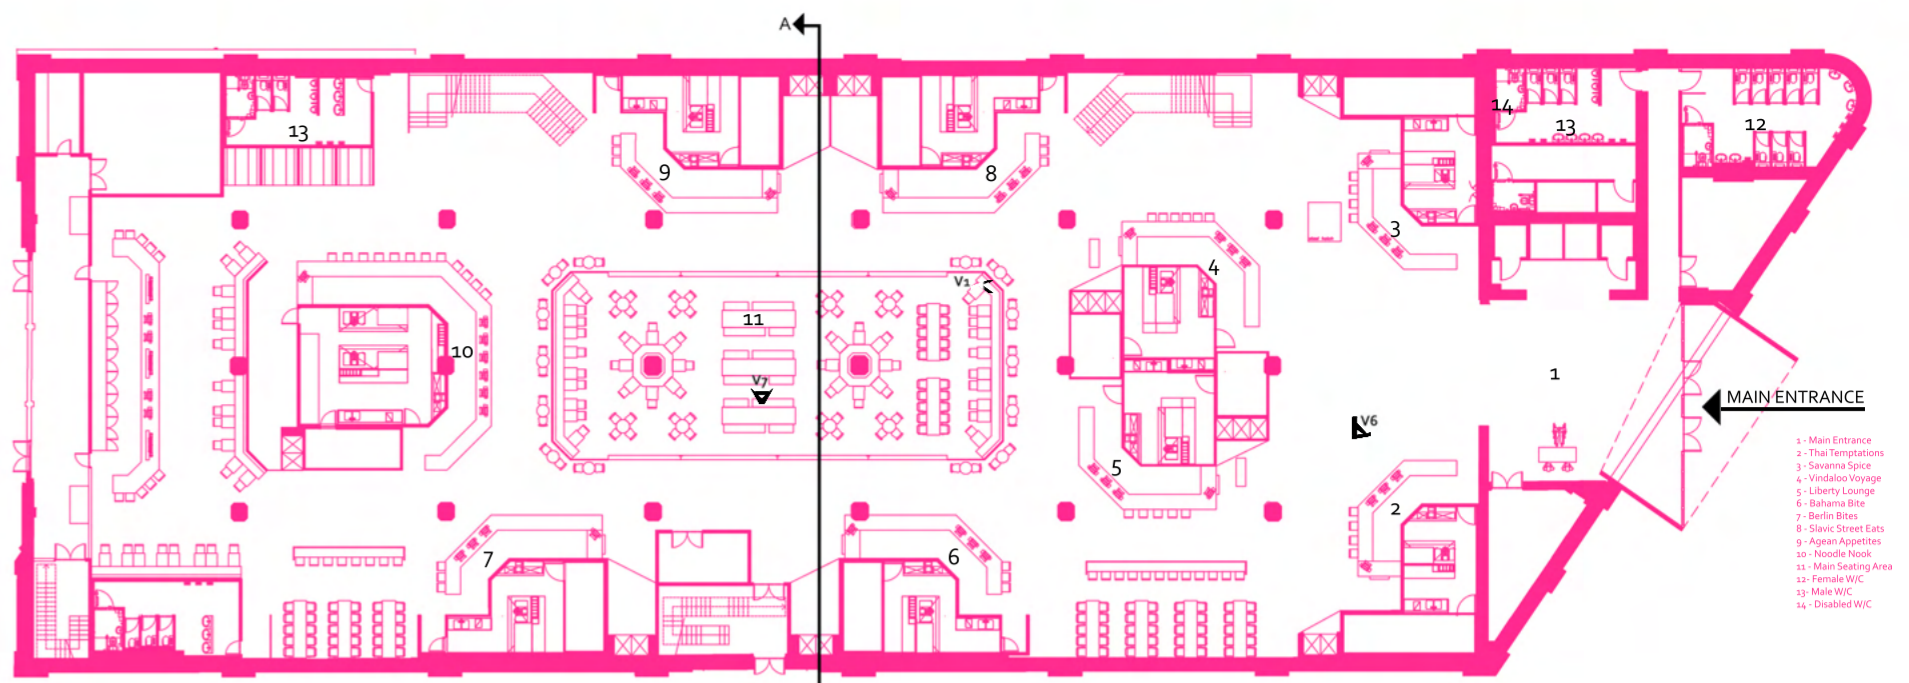 A
13
9
8
14
13
12
3
4
V1
11
10
V7
1
MAIN ENTRANCE
V6
5
2
7
6
1 - Main Entrance
2 - Thai Temptations
3 - Savanna Spice
4 - Vindaloo Voyage
5 - Liberty Lounge
6 - Bahama Bite
7 - Berlin Bites
8 - Slavic Street Eats
9 - Agean Appetites
10 - Noodle Nook
11 - Main Seating Area
12- Female W/C
13- Male W/C
14 - Disabled W/C